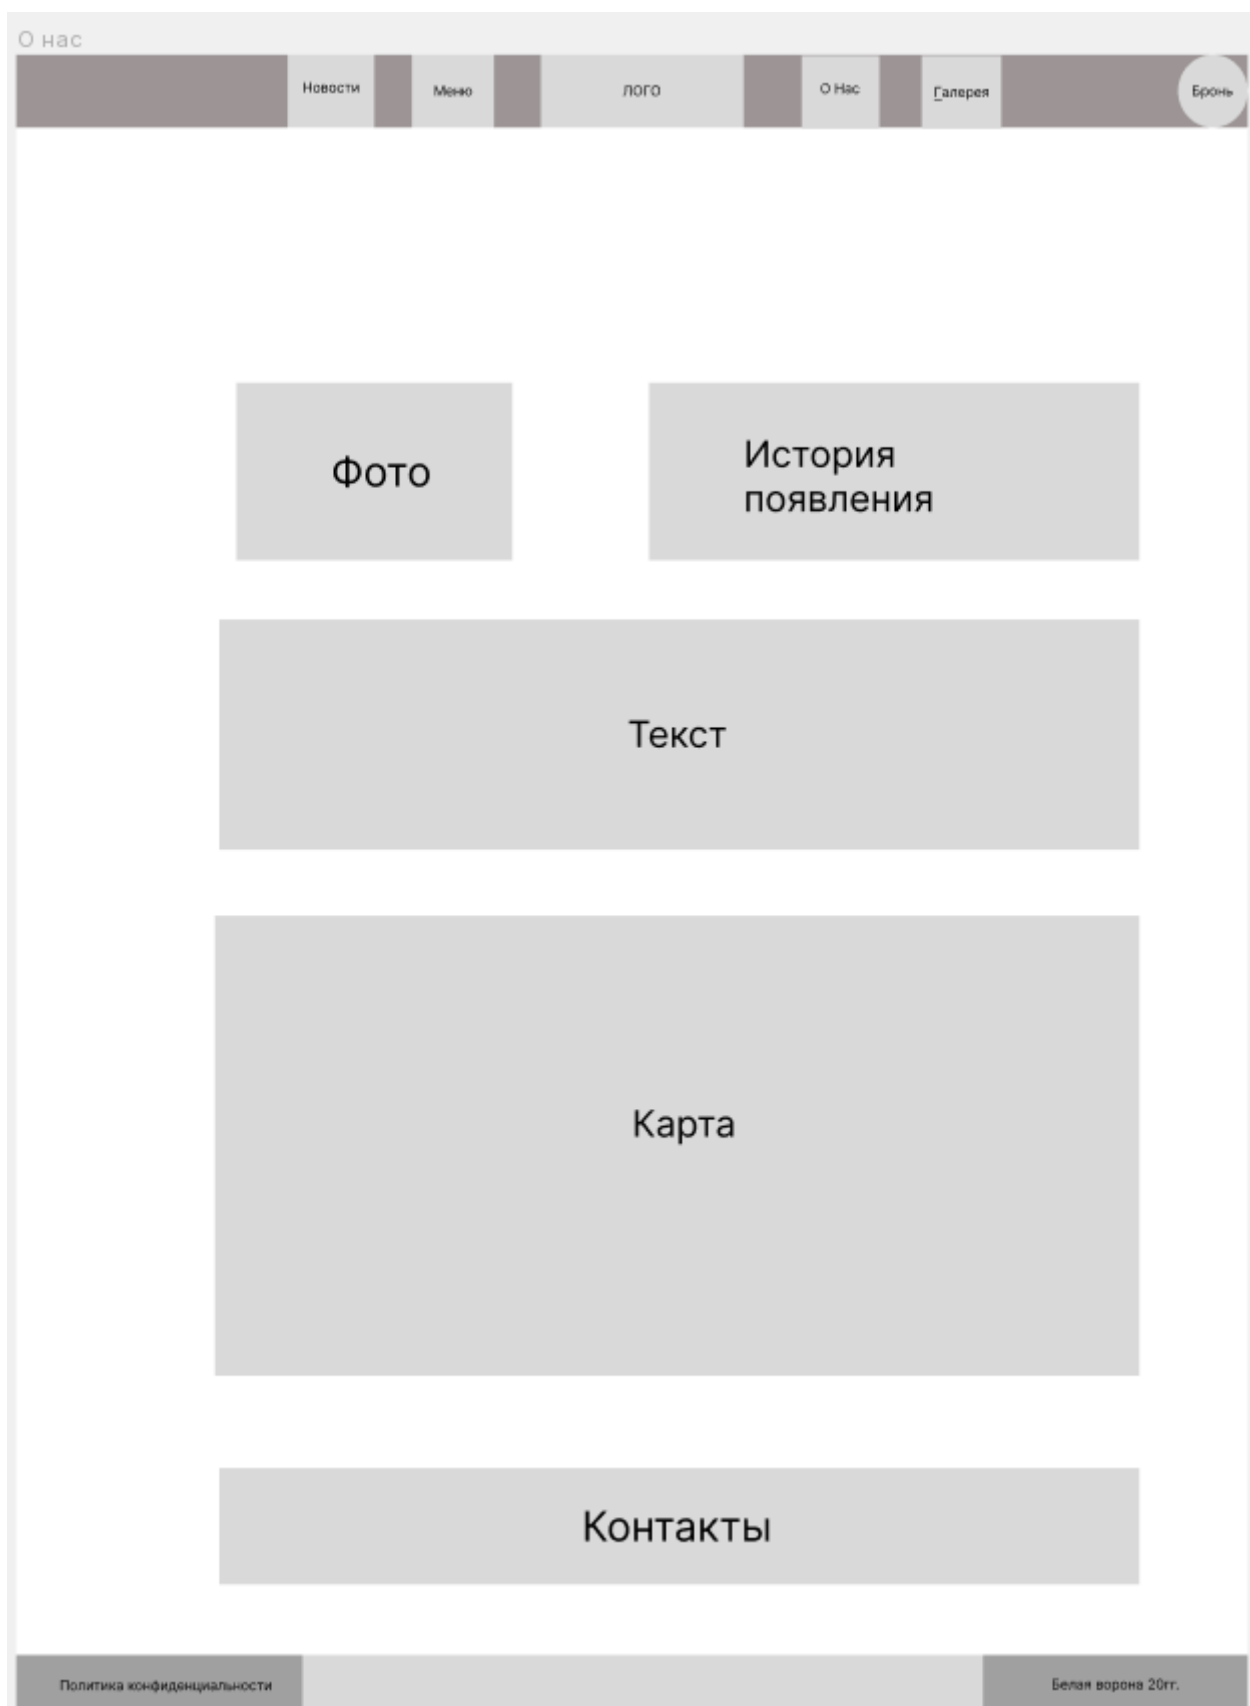 О нас
Новости
Меню
лого
О Нас
Галерея
Бронь
Фото
История
появления
Текст
Карта
Контакты
Политика конфиденциальности
Белая ворона 20гг.